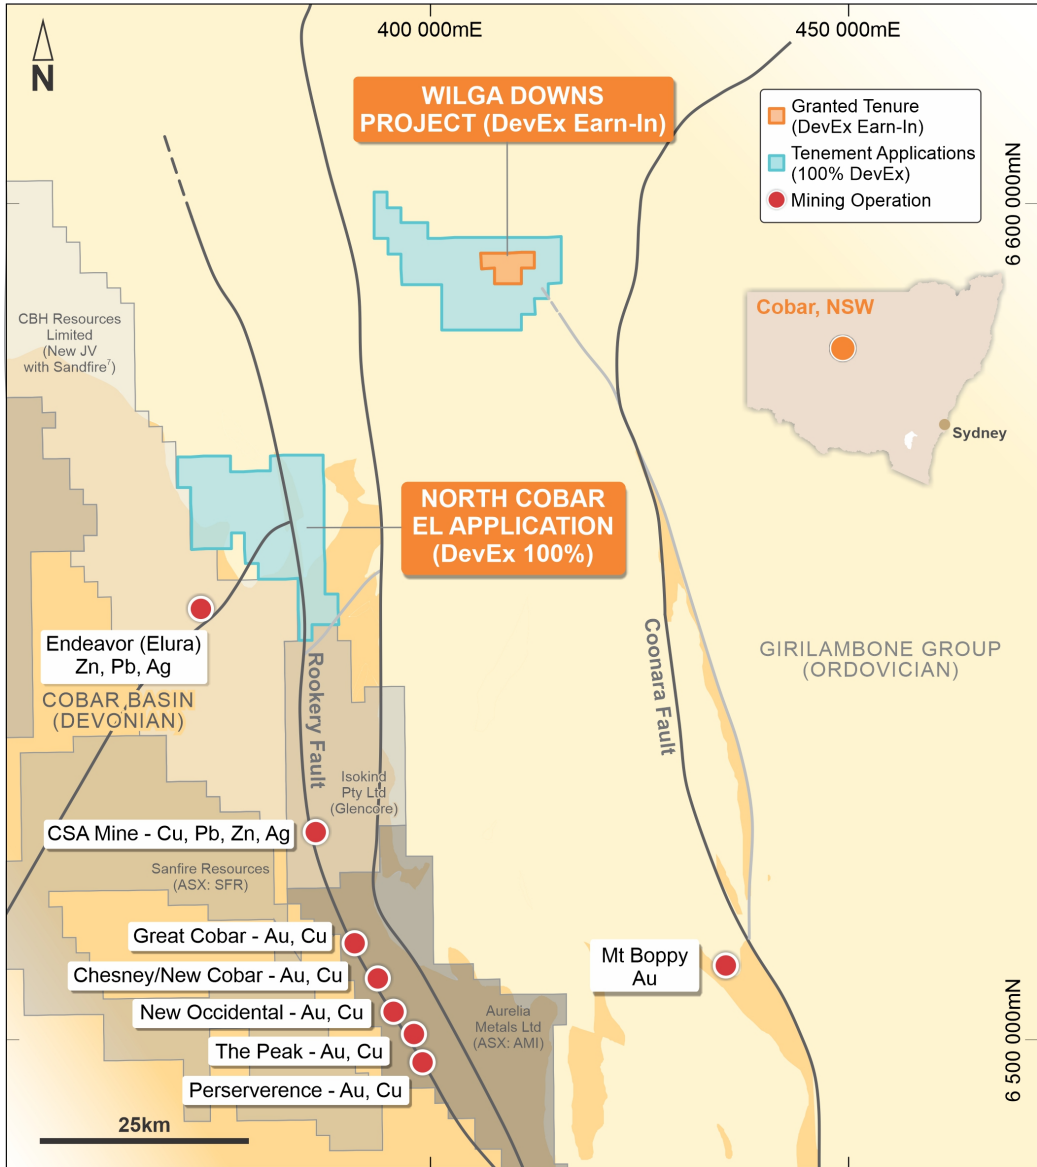 400 000mE
450 000mE
N
WILGA DOWNS
PROJECT (DevEx Earn-In)
Granted Tenure
(DevEx Earn-In)
Tenement Applications
(100% DevEx)
Mining Operation
6 600 000mN
Cobar, NSW
Sydney
CBH Resources
Limited
(New JV
with Sandfire⁷)
NORTH COBAR
EL APPLICATION
(DevEx 100%)
Endeavor (Elura)
Zn, Pb, Ag
COBAR BASIN
(DEVONIAN)
Rookery Fault
Coonara Fault
GIRILAMBONE GROUP
(ORDOVICIAN)
Isokind
Pty Ltd
(Glencore)
CSA Mine - Cu, Pb, Zn, Ag
Sanfire Resources
(ASX: SFR)
Great Cobar - Au, Cu
Chesney/New Cobar - Au, Cu
New Occidental - Au, Cu
The Peak - Au, Cu
Perserverence - Au, Cu
Mt Boppy
Au
Aurelia
Metals Ltd
(ASX: AMI)
6 500 000mN
25km